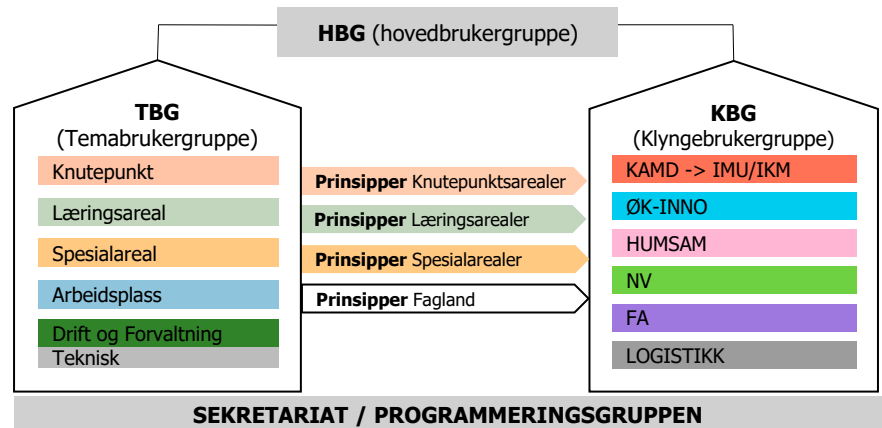 HBG (hovedbrukergruppe)
TBG
(Temabrukergruppe)
Knutepunkt
Læringsareal
Spesialareal
Arbeidsplass
Drift og Forvaltning
Teknisk
Prinsipper Knutepunktsarealer
Prinsipper Læringsarealer
Prinsipper Spesialarealer
Prinsipper Fagland
KBG
(Klyngebrukergruppe)
KAMD -> IMU/IKM
ØK-INNO
HUMSAM
NV
FA
LOGISTIKK
SEKRETARIAT / PROGRAMMERINGSGRUPPEN